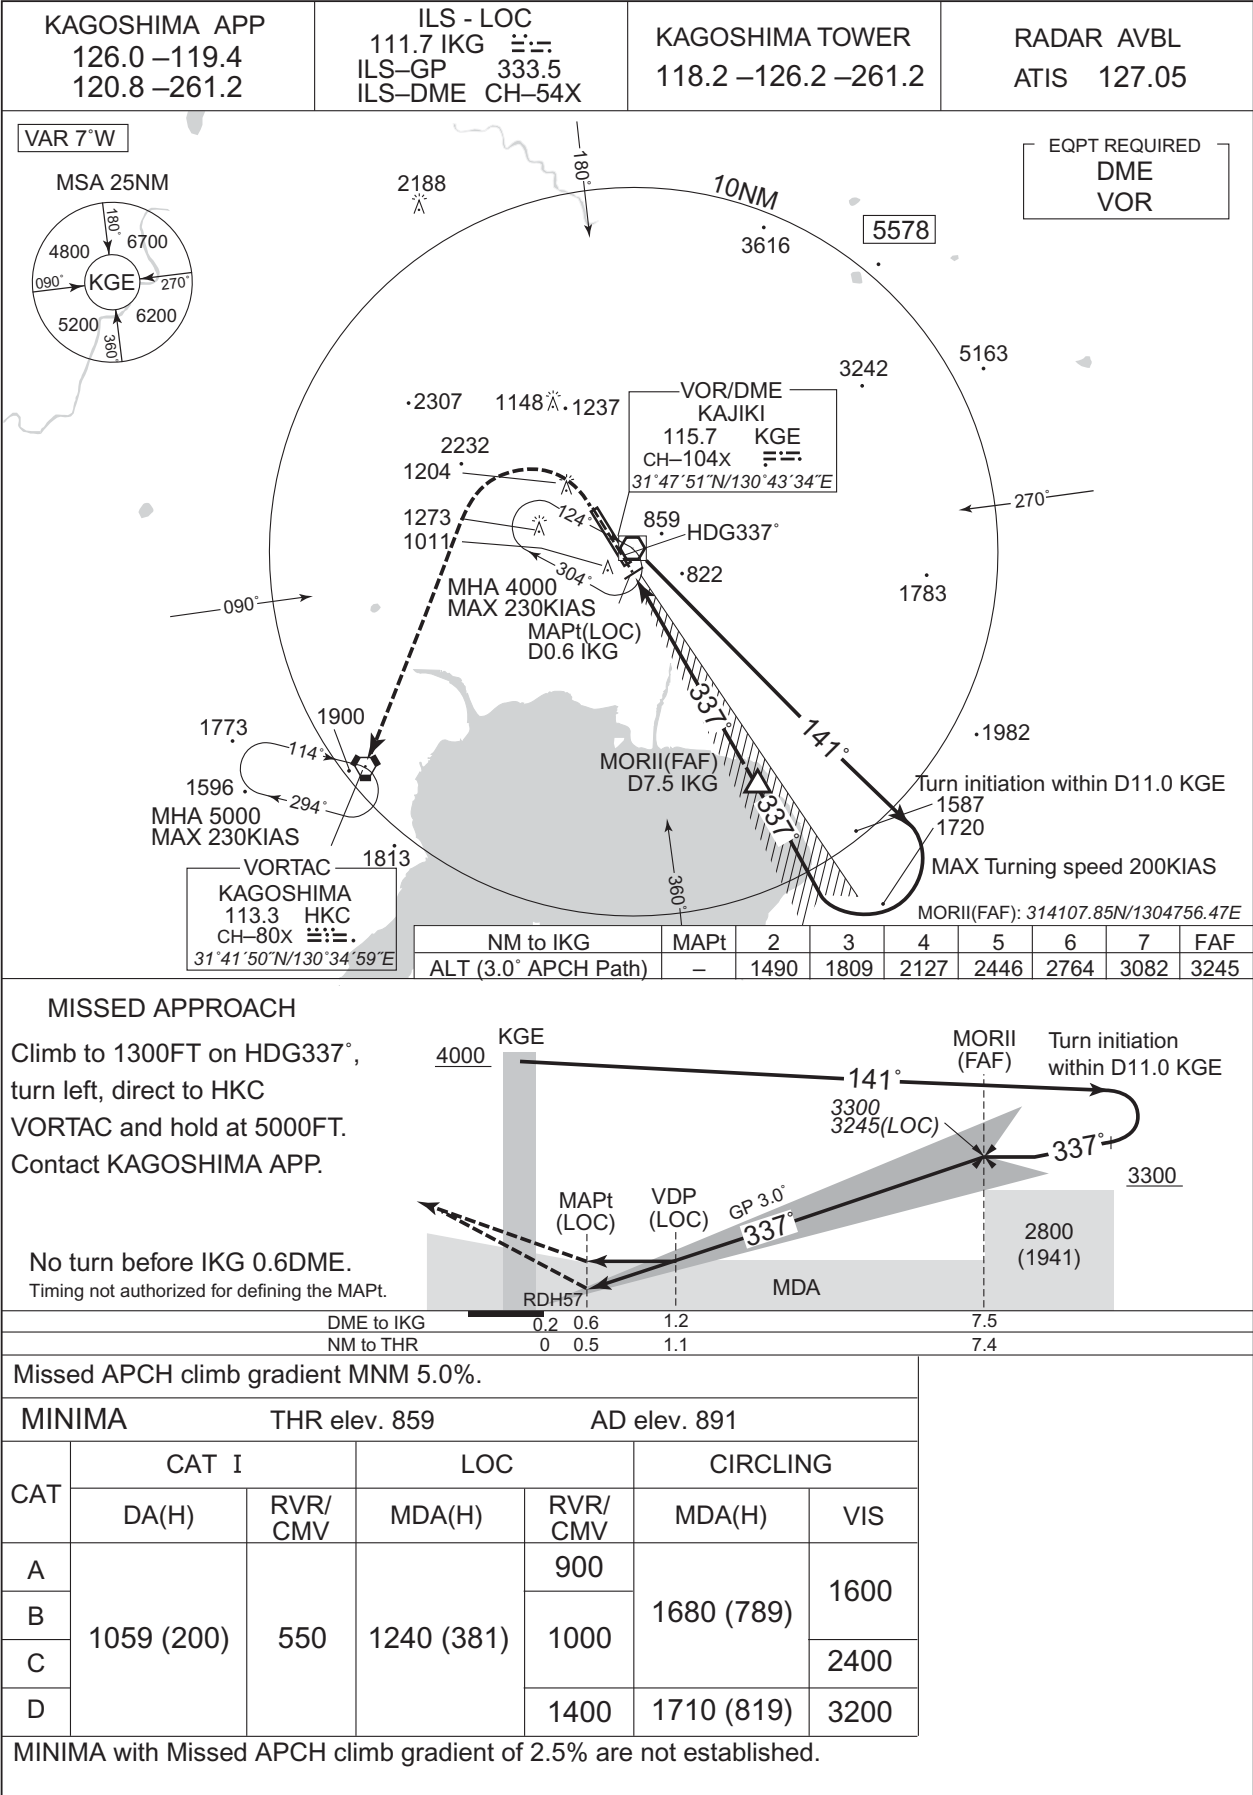 KAGOSHIMA APP
126.0 –119.4
120.8 –261.2
ILS - LOC
111.7 IKG
ILS–GP 333.5
ILS–DME CH–54X
KAGOSHIMA TOWER
118.2 –126.2 –261.2
RADAR AVBL
ATIS 127.05
VAR 7˚W
MSA 25NM
180˚
4800
6700
090˚
KGE
270˚
5200
6200
360˚
EQPT REQUIRED
DME
VOR
2188
180˚
10NM
3616
5578
5163
3242
2307
1148
1237
VOR/DME
KAJIKI
115.7 KGE
CH–104X
31˚47´51˝N/130˚43´34˝E
2232
1204
1273
1011
124˚
304˚
859
HDG337˚
822
270˚
1783
090˚
MHA 4000
MAX 230KIAS
MAPt(LOC)
D0.6 IKG
337˚
141˚
1982
1773
1900
114˚
1596
294˚
MHA 5000
MAX 230KIAS
MORII(FAF)
D7.5 IKG
337˚
Turn initiation within D11.0 KGE
1587
1720
MAX Turning speed 200KIAS
1813
VORTAC
KAGOSHIMA
113.3 HKC
CH–80X
31˚41´50˝N/130˚34´59˝E
360˚
MORII(FAF): 314107.85N/1304756.47E
NM to IKG MAPt 2 3 4 5 6 7 FAF
ALT (3.0˚ APCH Path) – 1490 1809 2127 2446 2764 3082 3245
MISSED APPROACH
Climb to 1300FT on HDG337˚,
turn left, direct to HKC
VORTAC and hold at 5000FT.
Contact KAGOSHIMA APP.
No turn before IKG 0.6DME.
Timing not authorized for defining the MAPt.
KGE
4000
141˚
MORII
(FAF)
Turn initiation
within D11.0 KGE
3300
3245(LOC)
337˚
3300
MAPt
(LOC)
VDP
(LOC)
GP 3.0˚
337˚
2800
(1941)
MDA
RDH57
DME to IKG 0.2 0.6 1.2 7.5
NM to THR 0 0.5 1.1 7.4
Missed APCH climb gradient MNM 5.0%.
MINIMA THR elev. 859 AD elev. 891
CAT
CAT I LOC CIRCLING
DA(H) RVR/CMV MDA(H) RVR/CMV MDA(H) VIS
A 900
B 1600
1059 (200) 550 1240 (381) 1000 1680 (789)
C 2400
D 1400 1710 (819) 3200
MINIMA with Missed APCH climb gradient of 2.5% are not established.